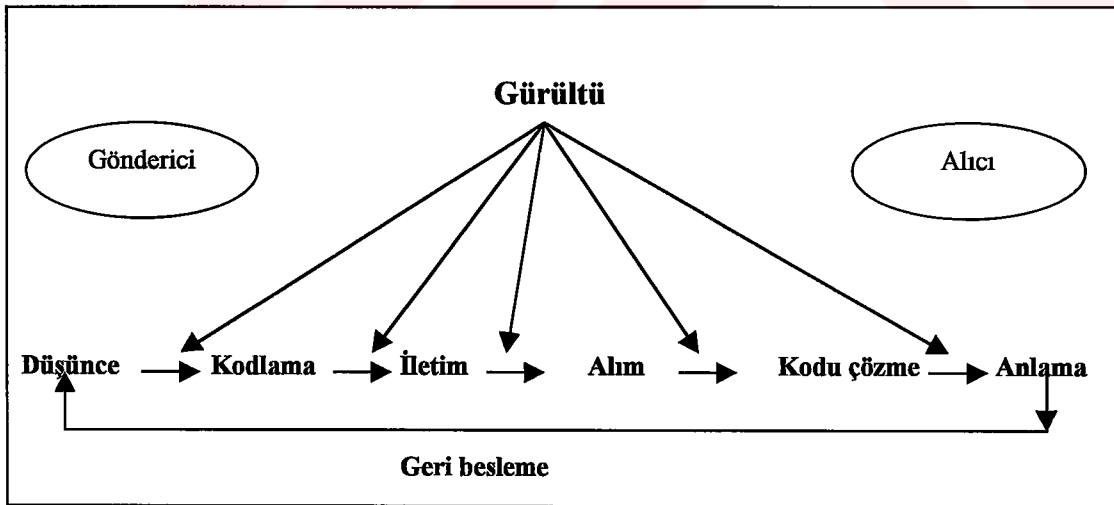 Gürültü
Gönderici
Alıcı
Düşünce Kodlama İletim Alım Kodu çözme Anlama
Geri besleme